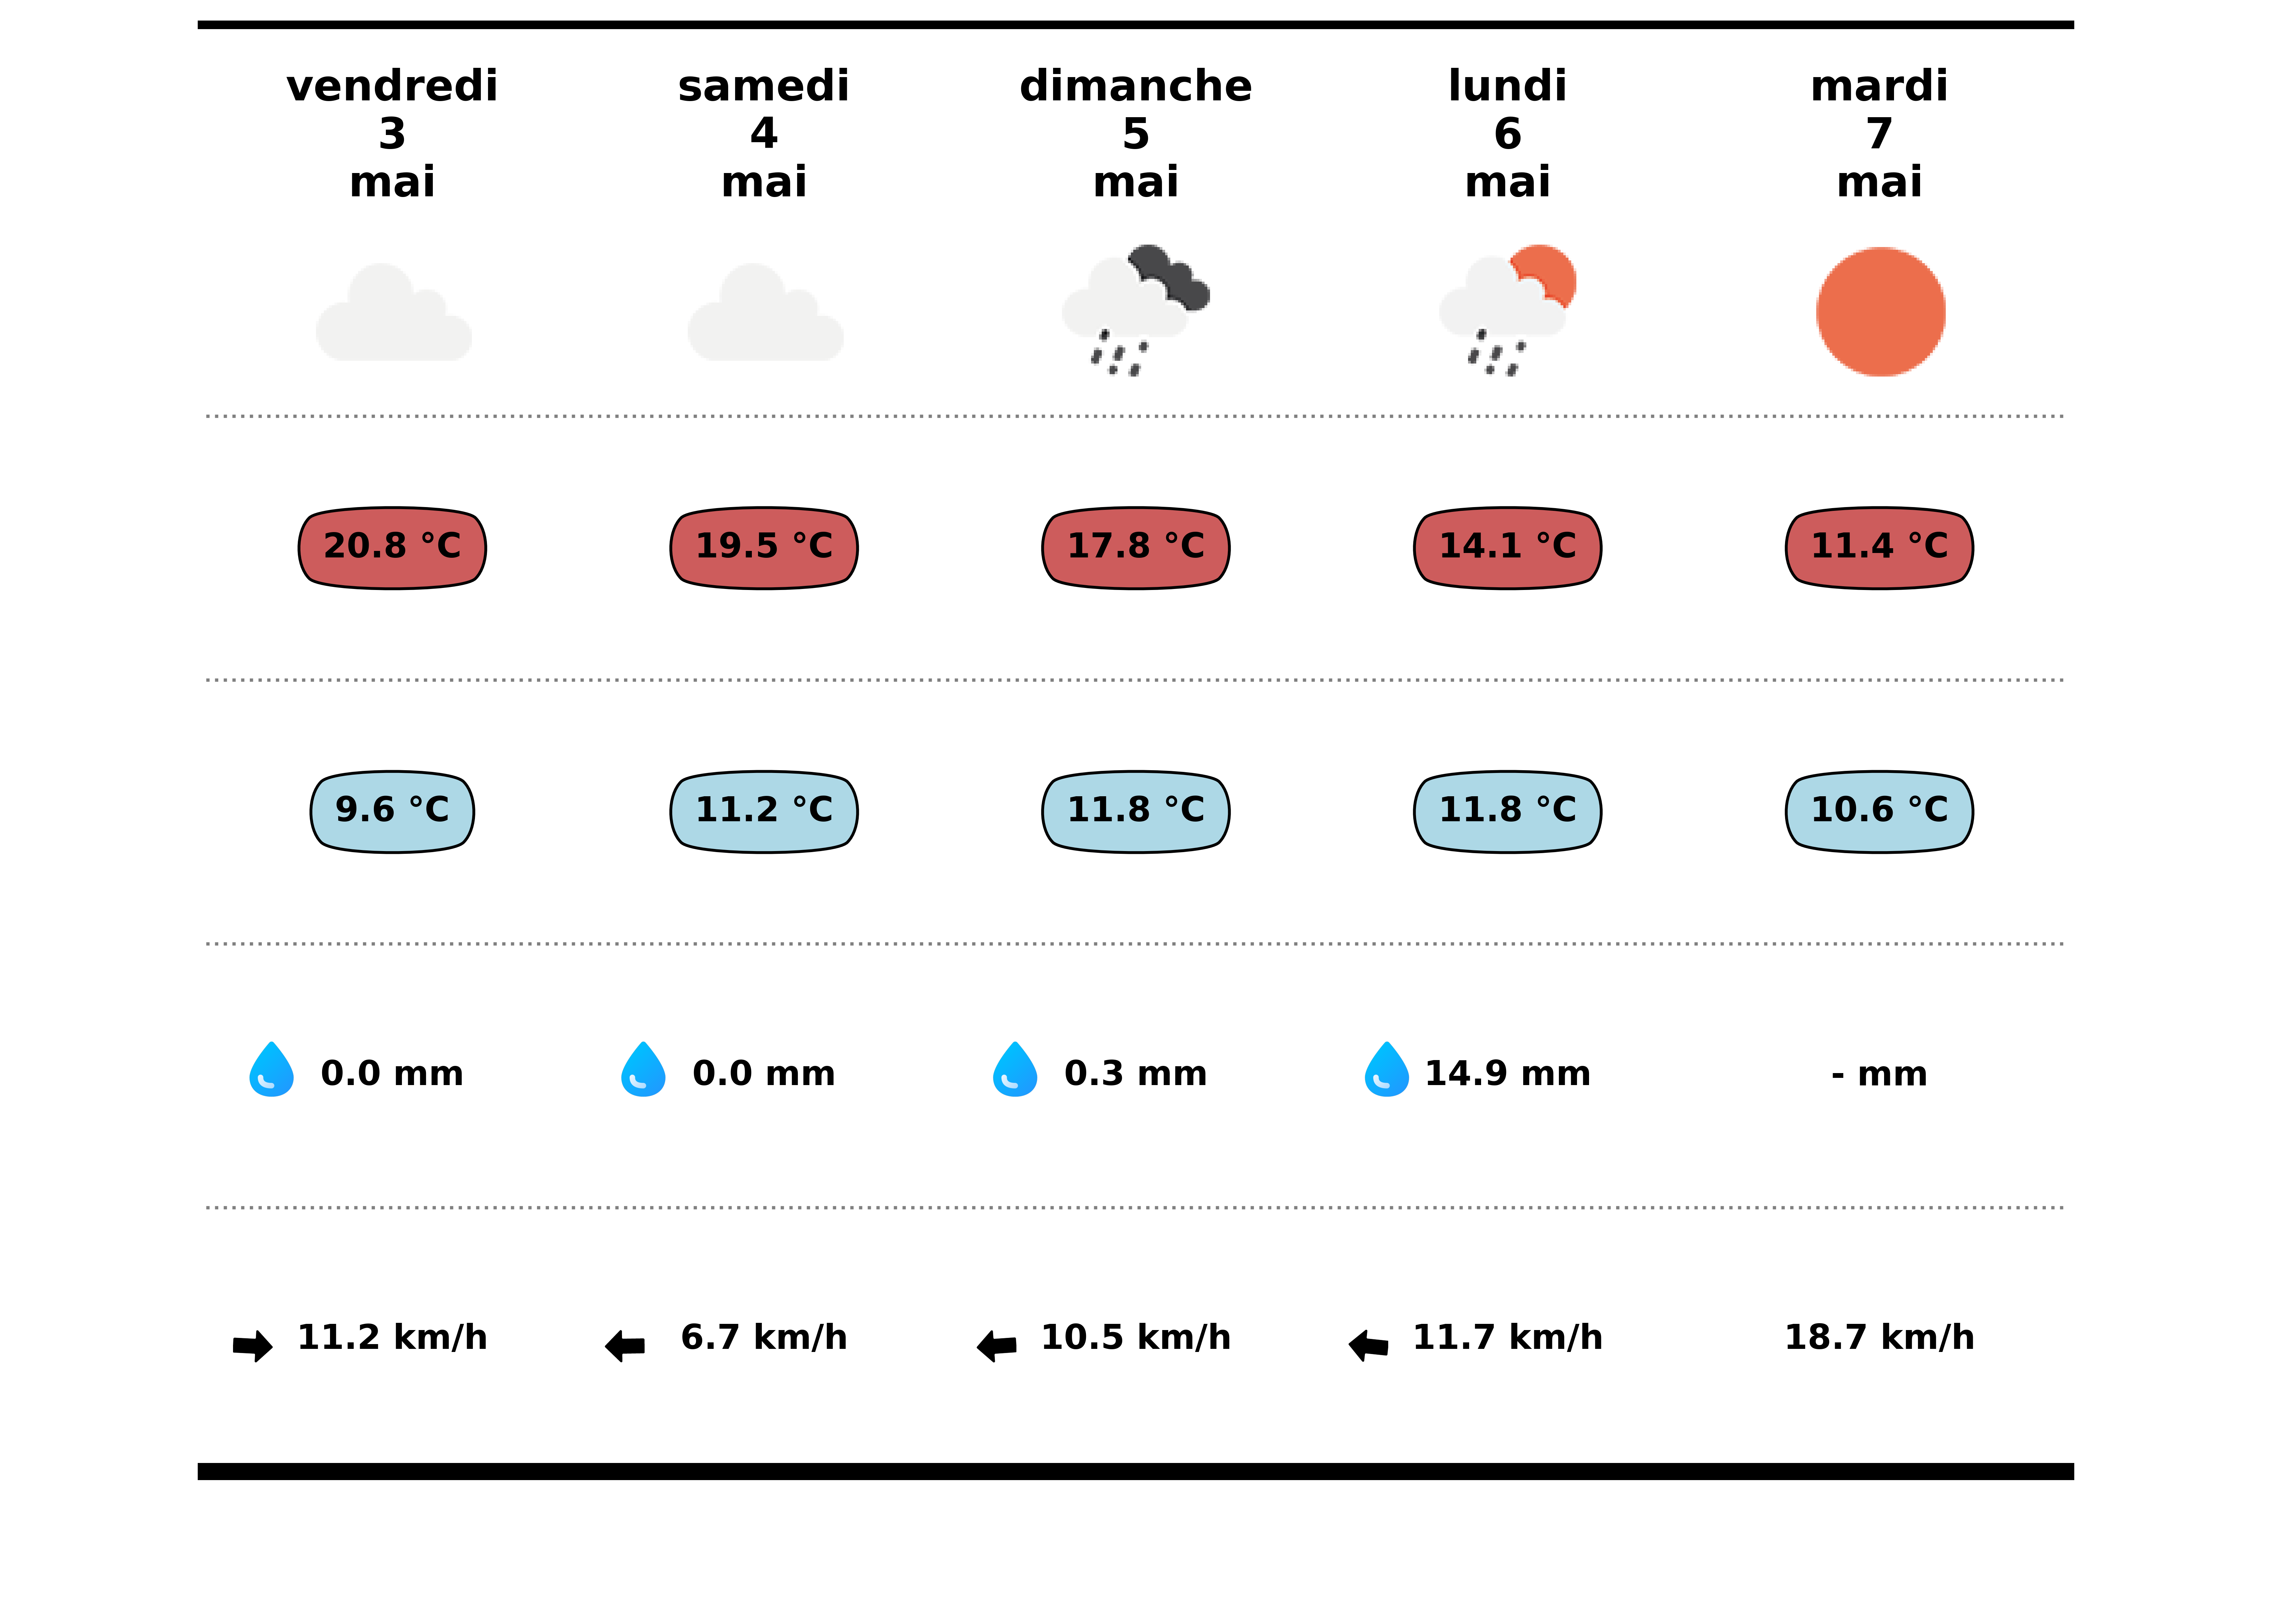 vendredi samedi dimanche lundi mardi
3 4 5 6 7
mai mai mai mai mai
20.8 °C 19.5 °C 17.8 °C 14.1 °C 11.4 °C
9.6 °C 11.2 °C 11.8 °C 11.8 °C 10.6 °C
0.0 mm 0.0 mm 0.3 mm 14.9 mm - mm
11.2 km/h 6.7 km/h 10.5 km/h 11.7 km/h 18.7 km/h